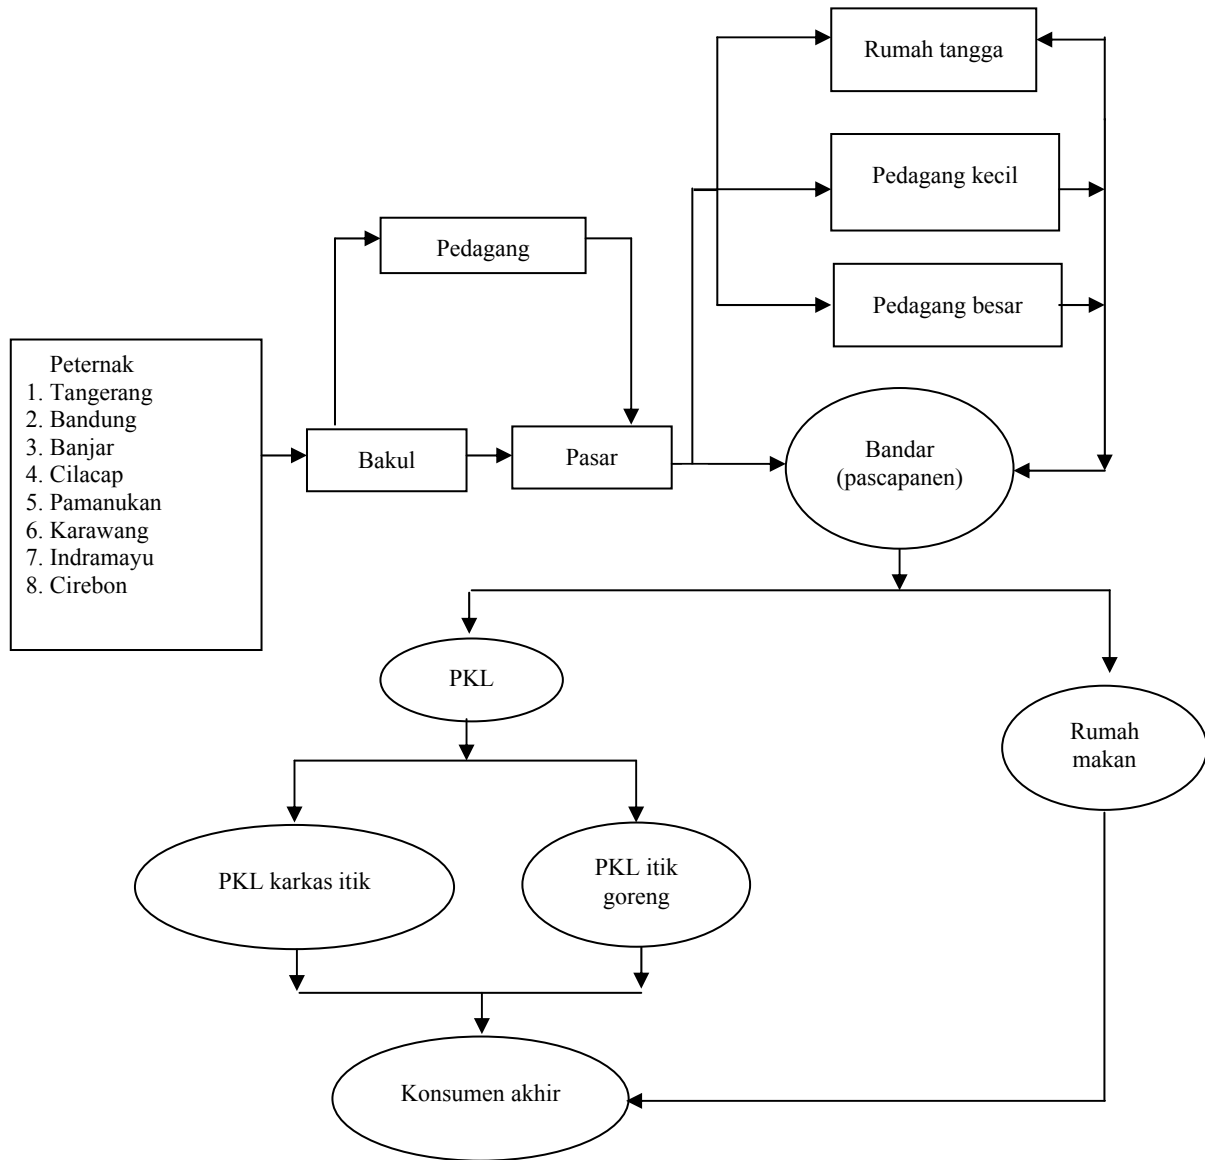 Rumah tangga
Pedagang kecil
Pedagang
Pedagang besar
Peternak
1. Tangerang
2. Bandung
3. Banjar
4. Cilacap
5. Pamanukan
6. Karawang
7. Indramayu
8. Cirebon
Bakul
Pasar
Bandar
(pascapanen)
PKL
Rumah
makan
PKL karkas itik
PKL itik
goreng
Konsumen akhir